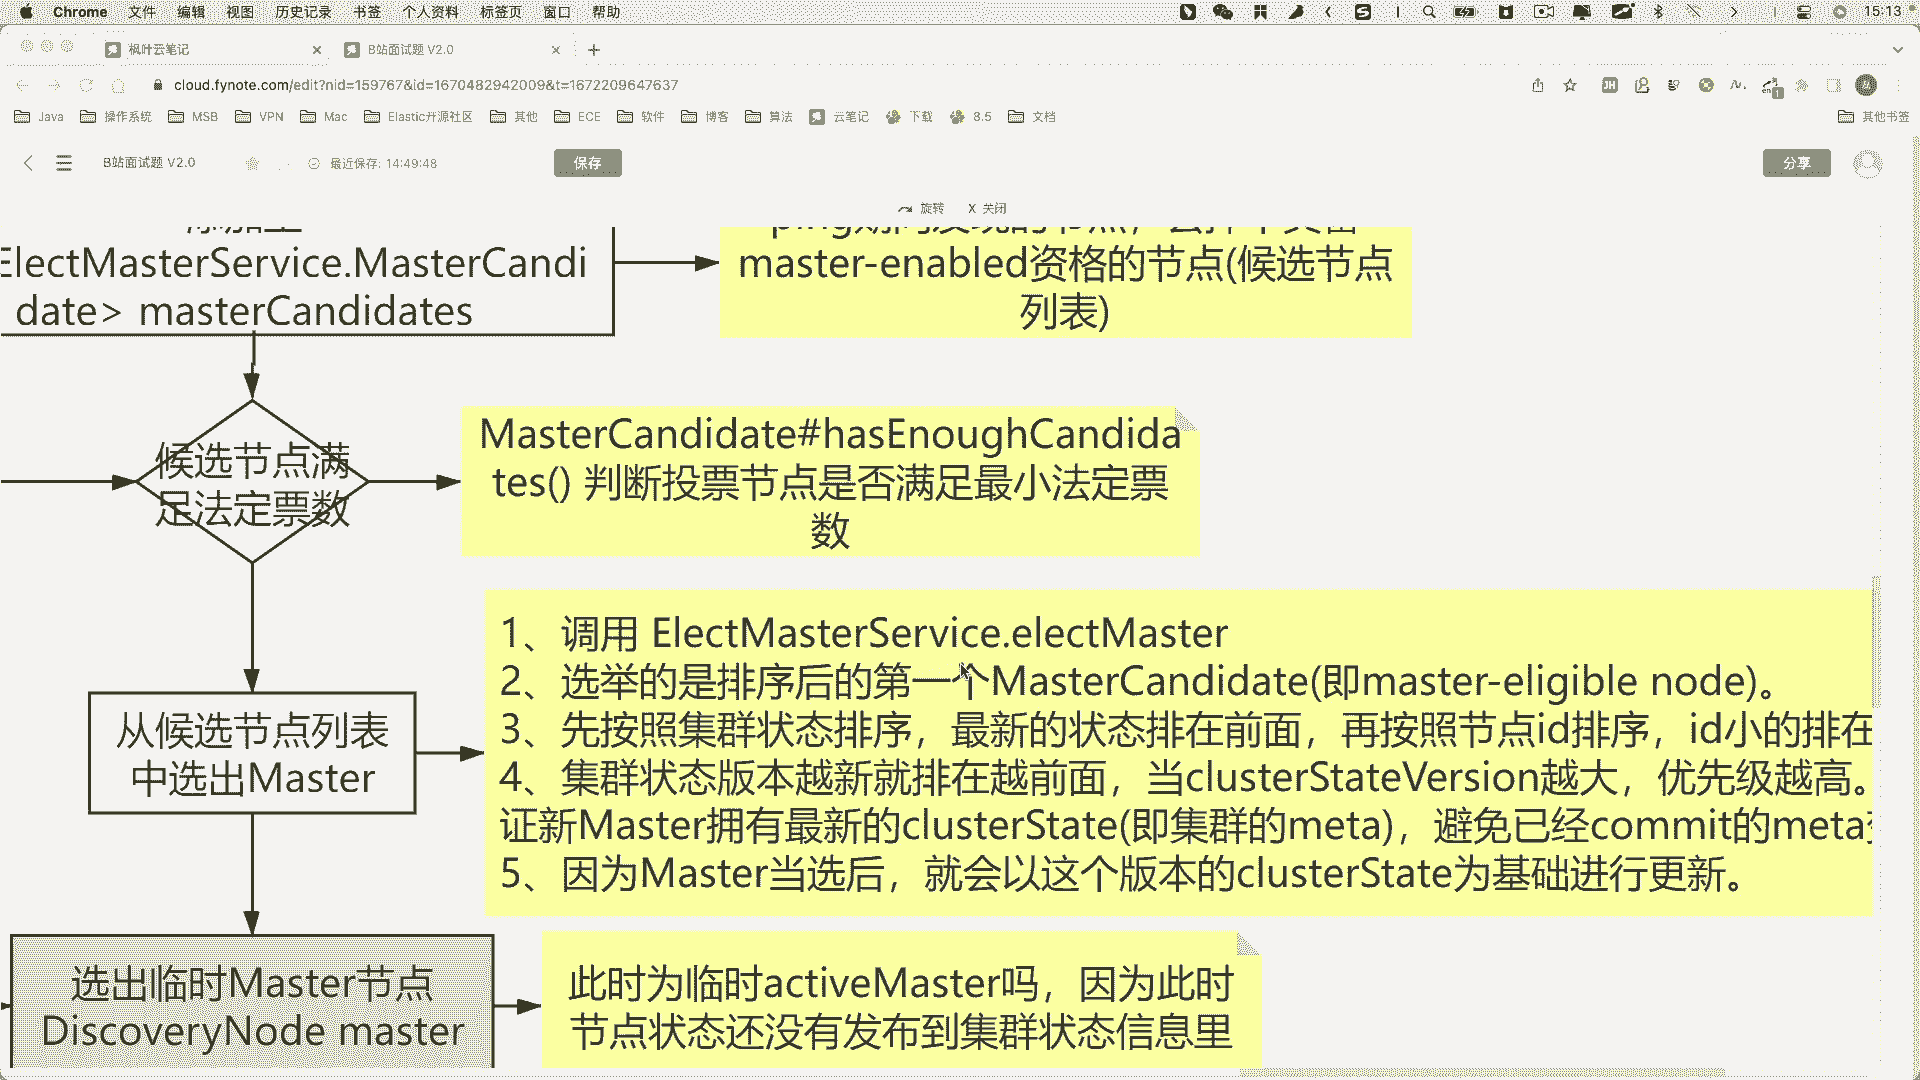 Chrome 文件 编辑 视图 历史记录 书签 个人资料 标签页 窗口 帮助 15:13
枫叶云笔记 B站面试题 V2.0
cloud.fynote.com/edit?nid=159767&id=1670482942009&t=1672209647637
Java 操作系统 MSB VPN Mac Elastic开源社区 其他 ECE 软件 博客 算法 云笔记 下载 8.5 文档 其他书签
B站面试题 V2.0 最近保存: 14:49:48 保存 分享
旋转 X 关闭
ElectMasterService.MasterCandi
date> masterCandidates
master-enabled资格的节点(候选节点
列表)
候选节点满
足法定票数
MasterCandidate#hasEnoughCandida
tes() 判断投票节点是否满足最小法定票
数
从候选节点列表
中选出Master
1、调用 ElectMasterService.electMaster
2、选举的是排序后的第一个MasterCandidate(即master-eligible node)。
3、先按照集群状态排序，最新的状态排在前面，再按照节点id排序，id小的排在
4、集群状态版本越新就排在越前面，当clusterStateVersion越大，优先级越高。
证新Master拥有最新的clusterState(即集群的meta)，避免已经commit的meta
5、因为Master当选后，就会以这个版本的clusterState为基础进行更新。
选出临时Master节点
DiscoveryNode master
此时为临时activeMaster吗，因为此时
节点状态还没有发布到集群状态信息里